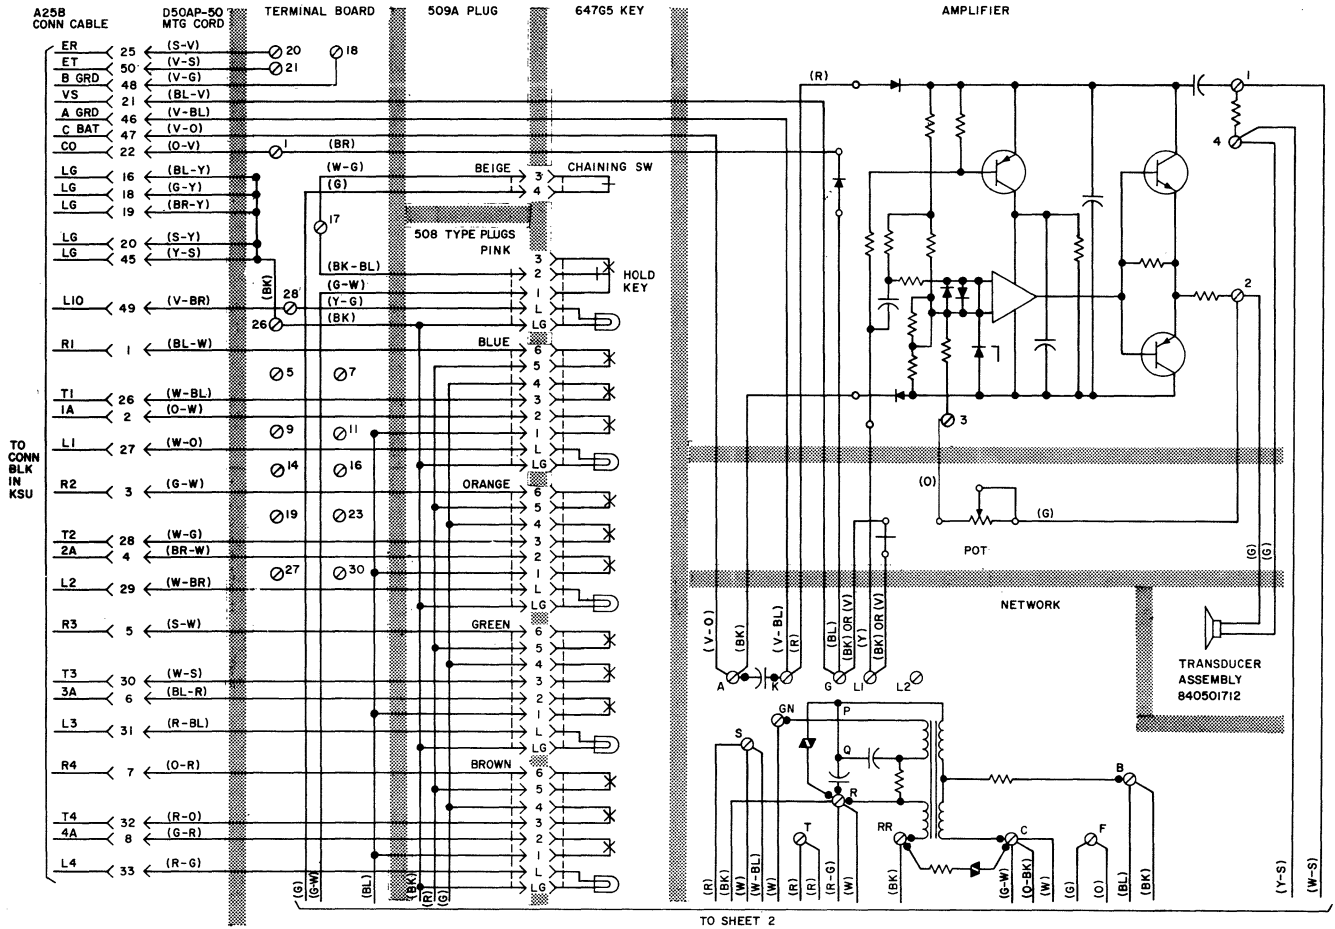 A25B CONN CABLE
D50AP-50 MTG CORD
TERMINAL BOARD
509A PLUG
647G5 KEY
AMPLIFIER
ER 25 (S-V) 20 18
ET 50 (V-S) 21
B GRD 48 (V-G)
VS 21 (BL-V)
A GRD 46 (V-BL)
C BAT 47 (V-O)
CO 22 (O-V) 1 (BR)
LG 16 (BL-Y)
LG 18 (G-Y)
LG 19 (BR-Y)
LG 20 (S-Y)
LG 45 (Y-S)
(W-G) BEIGE 3 CHAINING SW
(G) 4
17
508 TYPE PLUGS
PINK
3
(BK-BL) 2 HOLD KEY
(G-W) 1
L10 49 (V-BR) 28 (Y-G) L
(BK)
26 (BK) LG
R1 1 (BL-W) BLUE 6
5 7 5
4
T1 26 (W-BL) 3
1A 2 (O-W) 2
9 11 1
L1 27 (W-O) L
14 16 LG
TO CONN BLK IN KSU
R2 3 (G-W) ORANGE 6
5
19 23 4
T2 28 (W-G) 3
2A 4 (BR-W) 2
27 30 1
L2 29 (W-BR) L
LG
R3 5 (S-W) GREEN 6
5
4
T3 30 (W-S) 3
3A 6 (BL-R) 2
1
L3 31 (R-BL) L
LG
R4 7 (O-R) BROWN 6
5
4
T4 32 (R-O) 3
4A 8 (G-R) 2
1
L4 33 (R-G) L
LG
(G) (G-W) (BL) (BK) (R) (G)
(R)
1
4
2
3
(O)
(G)
POT
(G) (G)
NETWORK
(V-O) (BK) (V-BL) (R) (BL) (BK) OR (V) (Y) (BK) OR (V)
A K G L1 L2
TRANSDUCER
ASSEMBLY
840501712
GN P
S Q
R
B
T RR C F
(R) (BK) (W) (W-BL) (W) (R) (R) (R-G) (W) (BK) (G-W) (O-BK) (W) (G) (O) (BL) (BK) (Y-S) (W-S)
TO SHEET 2